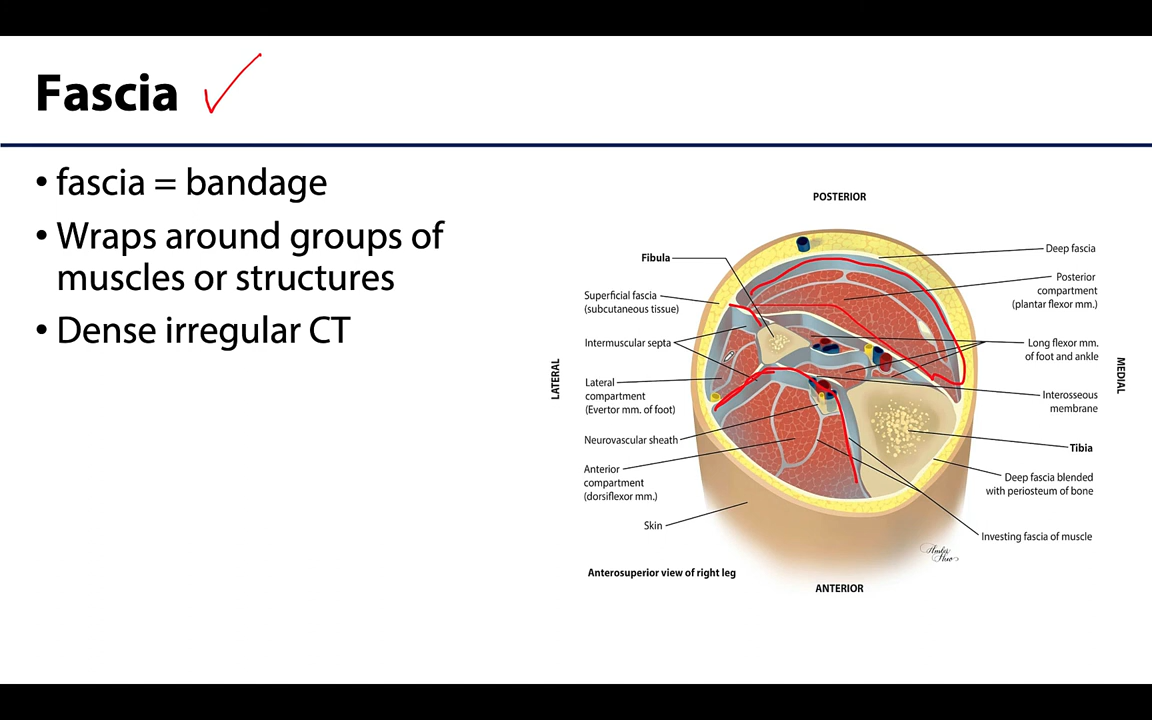 Fascia
• fascia = bandage
• Wraps around groups of
muscles or structures
• Dense irregular CT
POSTERIOR
Fibula
Superficial fascia
(subcutaneous tissue)
Intermuscular septa
LATERAL
Lateral
compartment
(Evertor mm. of foot)
Neurovascular sheath
Anterior
compartment
(dorsiflexor mm.)
Skin
Deep fascia
Posterior
compartment
(plantar flexor mm.)
Long flexor mm.
of foot and ankle
MEDIAL
Interosseous
membrane
Tibia
Deep fascia blended
with periosteum of bone
Investing fascia of muscle
Anterosuperior view of right leg
ANTERIOR